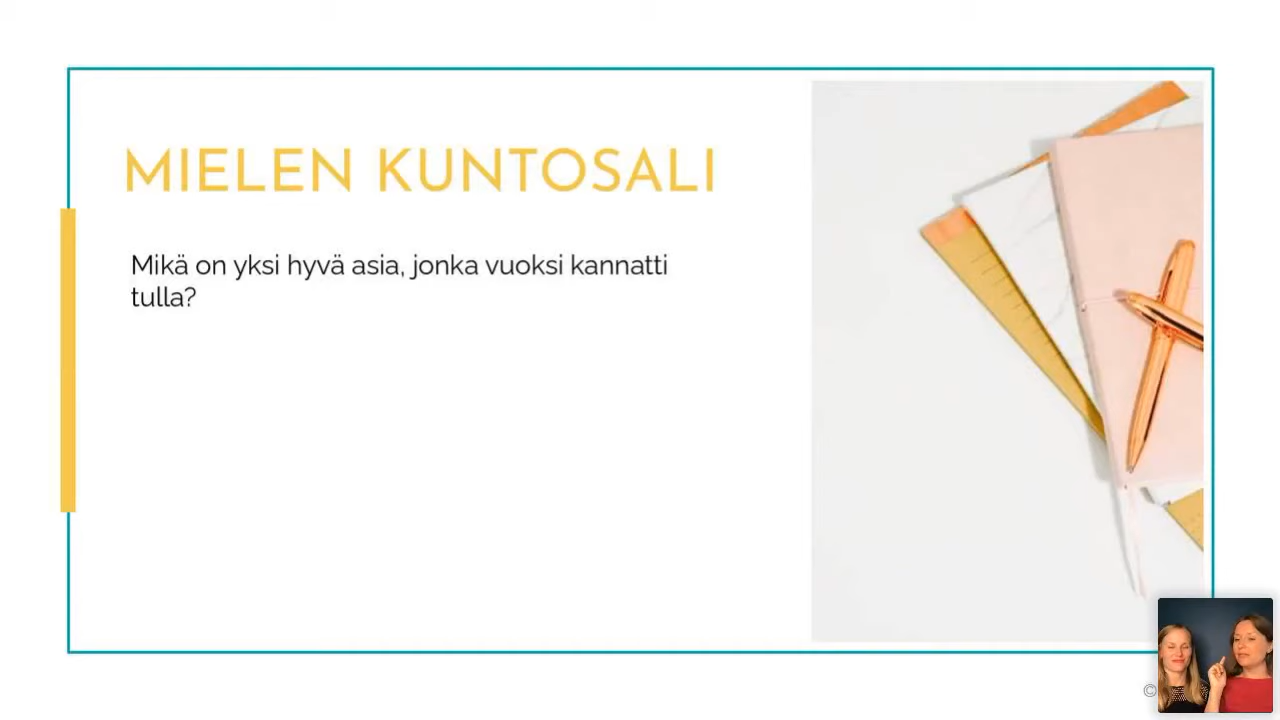 MIELEN KUNTOSALI
Mikä on yksi hyvä asia, jonka vuoksi kannatti
tulla?
©